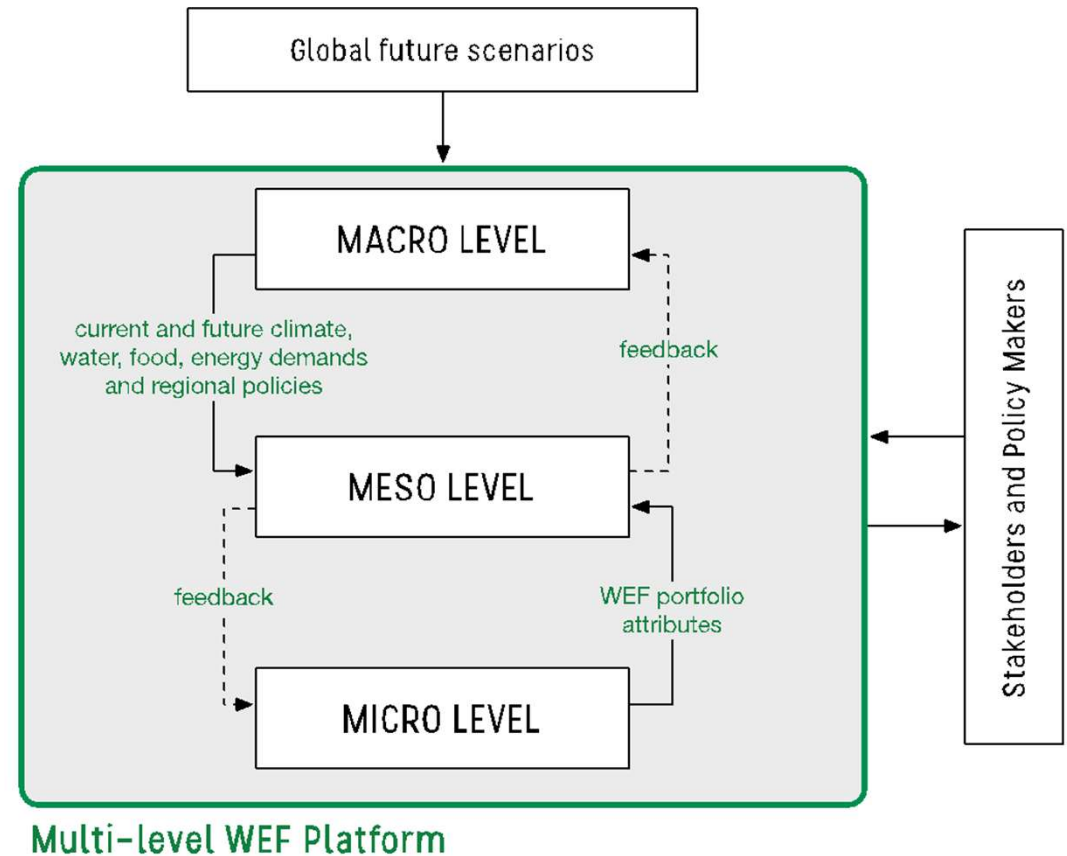 Global future scenarios
MACRO LEVEL
current and future climate,
water, food, energy demands
and regional policies
feedback
MESO LEVEL
feedback
WEF portfolio
attributes
MICRO LEVEL
Stakeholders and Policy Makers
Multi-level WEF Platform